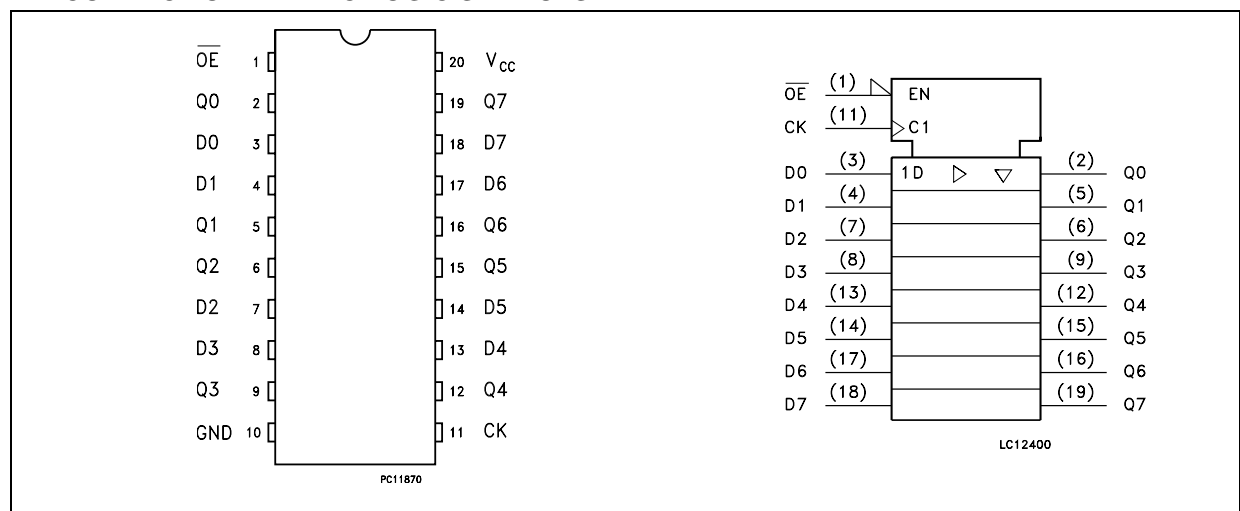 OE 1 20 VCC
Q0 2 19 Q7
D0 3 18 D7
D1 4 17 D6
Q1 5 16 Q6
Q2 6 15 Q5
D2 7 14 D5
D3 8 13 D4
Q3 9 12 Q4
GND 10 11 CK
PC11870
OE (1) EN
CK (11) C1
D0 (3) 1D (2) Q0
D1 (4) (5) Q1
D2 (7) (6) Q2
D3 (8) (9) Q3
D4 (13) (12) Q4
D5 (14) (15) Q5
D6 (17) (16) Q6
D7 (18) (19) Q7
LC12400